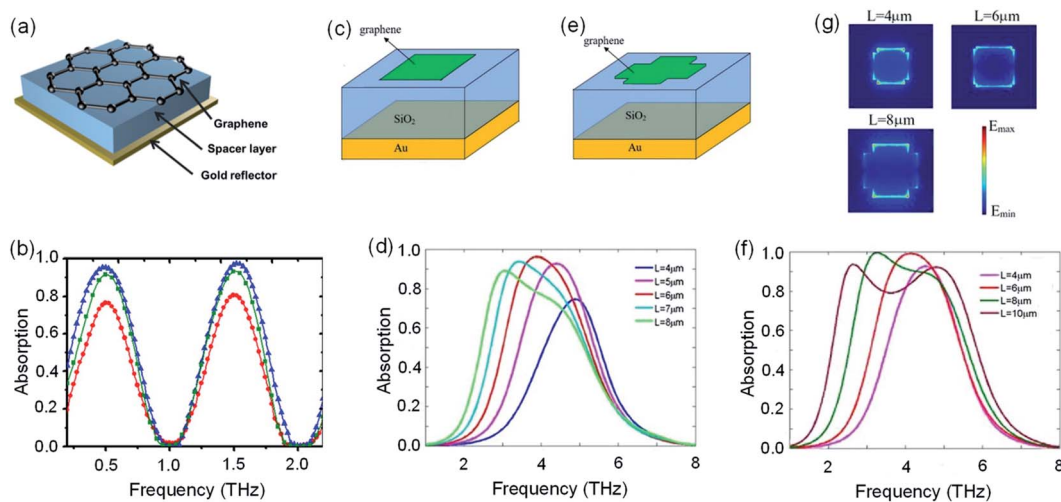 (a)
Graphene
Spacer layer
Gold reflector
(c)
graphene
SiO₂
Au
(e)
graphene
SiO₂
Au
(g)
L=4μm
L=6μm
L=8μm
Emax
Emin
(b)
Absorption
1.0
0.8
0.6
0.4
0.2
0.0
0.5
1.0
1.5
2.0
Frequency (THz)
(d)
Absorption
1.0
0.8
0.6
0.4
0.2
0.0
2
4
6
8
Frequency (THz)
L=4μm
L=5μm
L=6μm
L=7μm
L=8μm
(f)
Absorption
1.0
0.8
0.6
0.4
0.2
0.0
2
4
6
8
Frequency (THz)
L=4μm
L=6μm
L=8μm
L=10μm